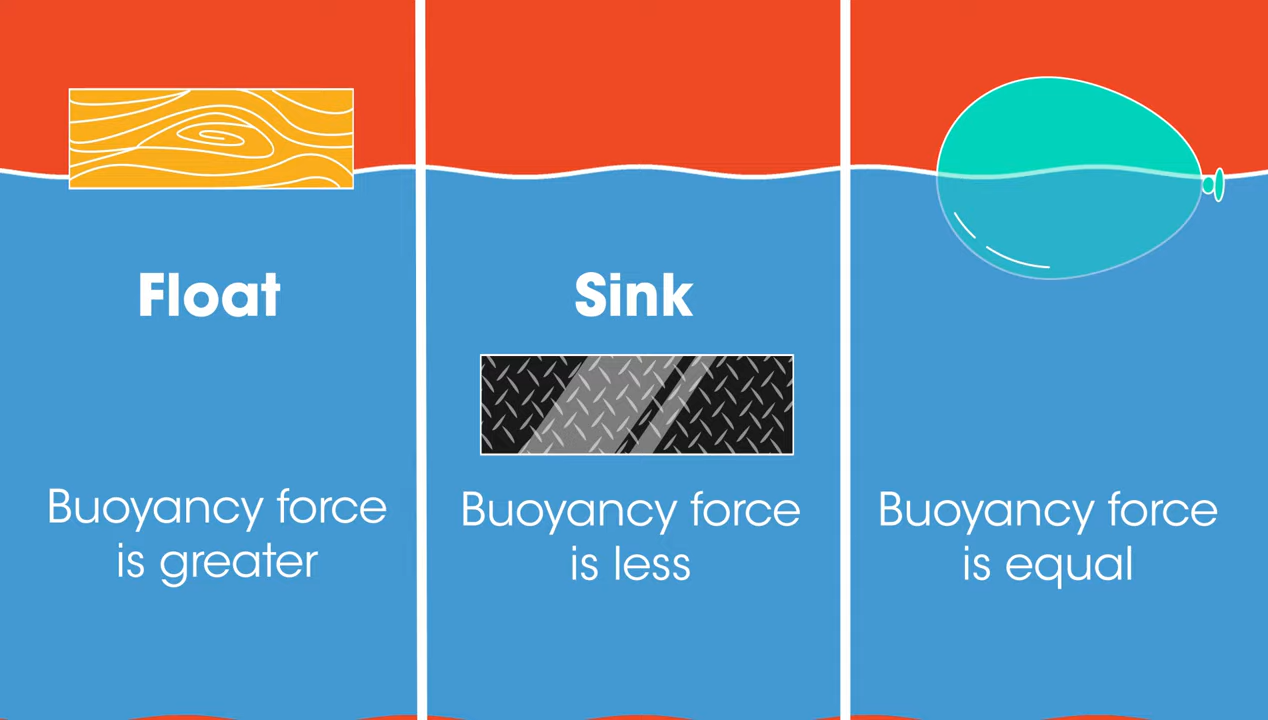 Float
Buoyancy force
is greater
Sink
Buoyancy force
is less
Buoyancy force
is equal